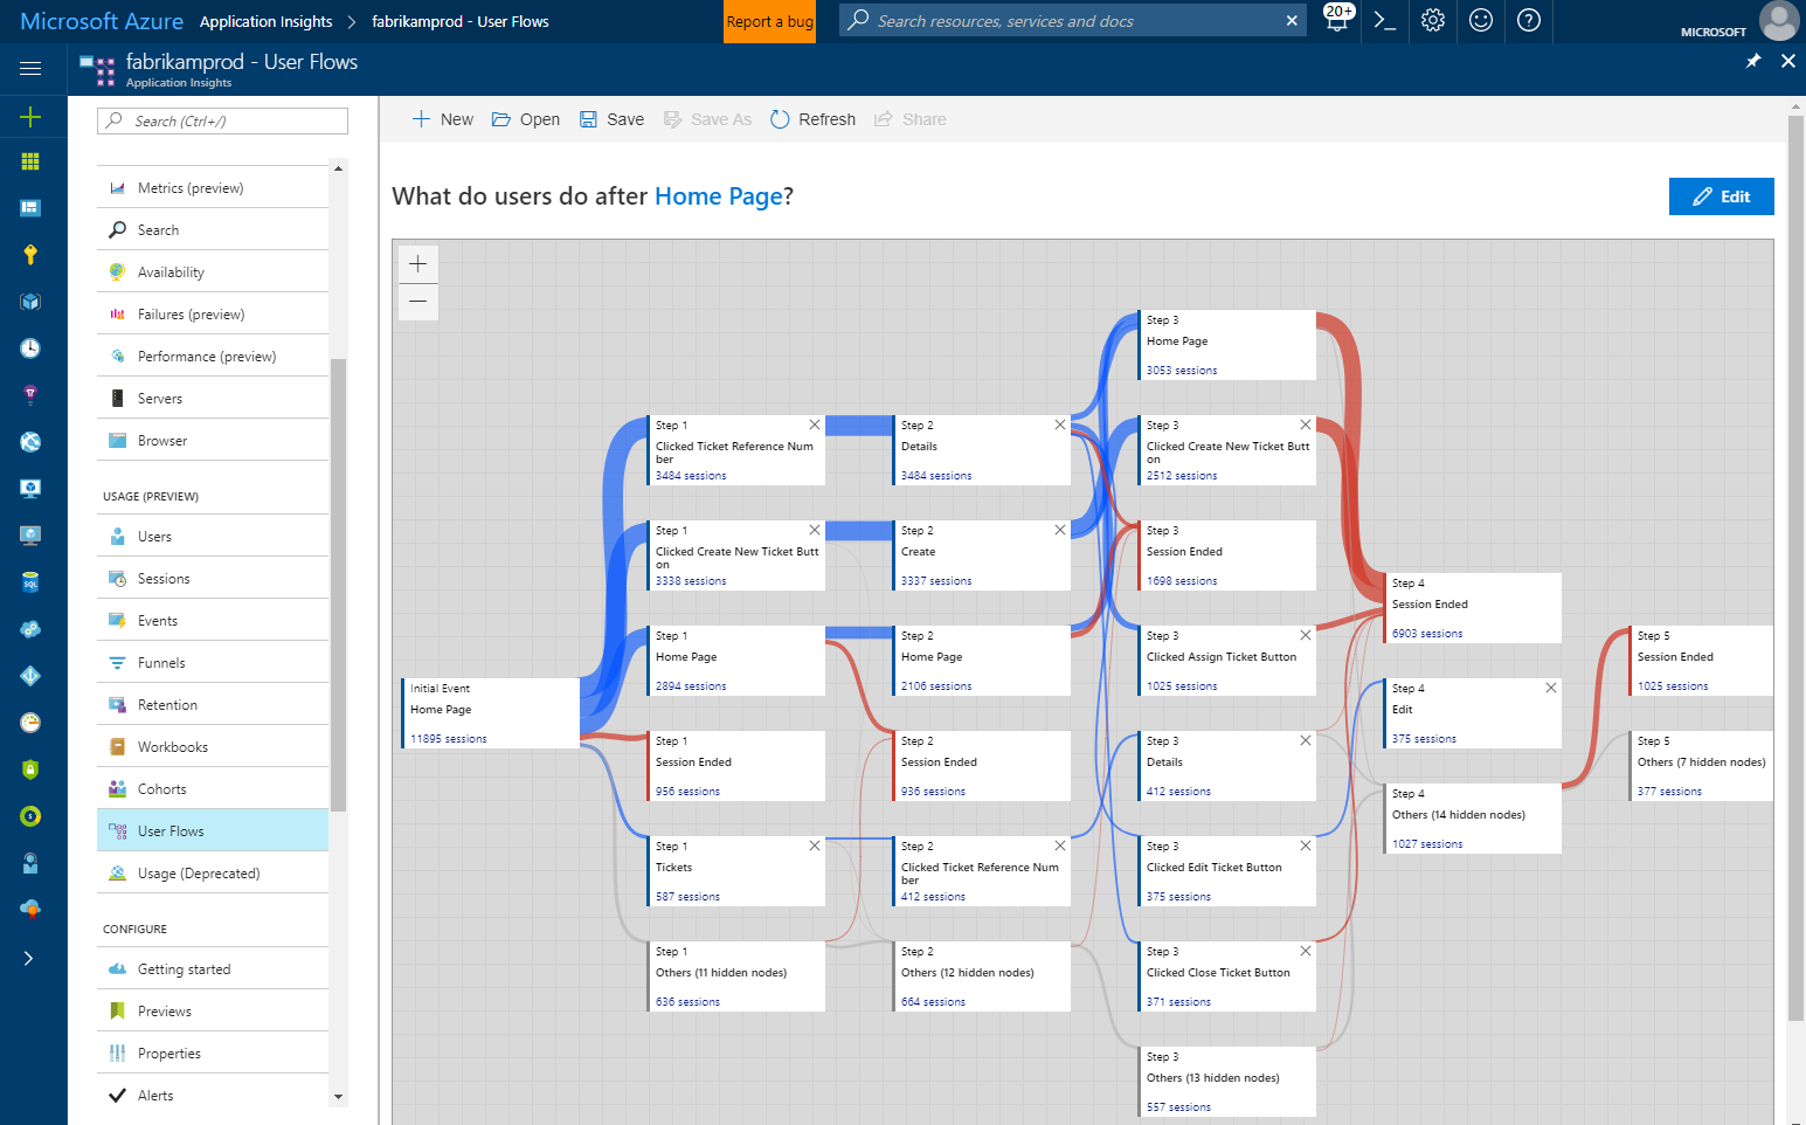 Microsoft Azure Application Insights > fabrikamprod - User Flows
Report a bug
Search resources, services and docs
20+
MICROSOFT
fabrikamprod - User Flows
Application Insights
Search (Ctrl+/)
Metrics (preview)
Search
Availability
Failures (preview)
Performance (preview)
Servers
Browser
USAGE (PREVIEW)
Users
Sessions
Events
Funnels
Retention
Workbooks
Cohorts
User Flows
Usage (Deprecated)
CONFIGURE
Getting started
Previews
Properties
Alerts
New Open Save Save As Refresh Share
What do users do after Home Page?
Edit
Initial Event
Home Page
11895 sessions
Step 1
Clicked Ticket Reference Num
ber
3484 sessions
Step 1
Clicked Create New Ticket Butt
on
3338 sessions
Step 1
Home Page
2894 sessions
Step 1
Session Ended
956 sessions
Step 1
Tickets
587 sessions
Step 1
Others (11 hidden nodes)
636 sessions
Step 2
Details
3484 sessions
Step 2
Create
3337 sessions
Step 2
Home Page
2106 sessions
Step 2
Session Ended
936 sessions
Step 2
Clicked Ticket Reference Num
ber
412 sessions
Step 2
Others (12 hidden nodes)
664 sessions
Step 3
Home Page
3053 sessions
Step 3
Clicked Create New Ticket Butt
on
2512 sessions
Step 3
Session Ended
1698 sessions
Step 3
Clicked Assign Ticket Button
1025 sessions
Step 3
Details
412 sessions
Step 3
Clicked Edit Ticket Button
375 sessions
Step 3
Clicked Close Ticket Button
371 sessions
Step 3
Others (13 hidden nodes)
557 sessions
Step 4
Session Ended
6903 sessions
Step 4
Edit
375 sessions
Step 4
Others (14 hidden nodes)
1027 sessions
Step 5
Session Ended
1025 sessions
Step 5
Others (7 hidden nodes)
377 sessions